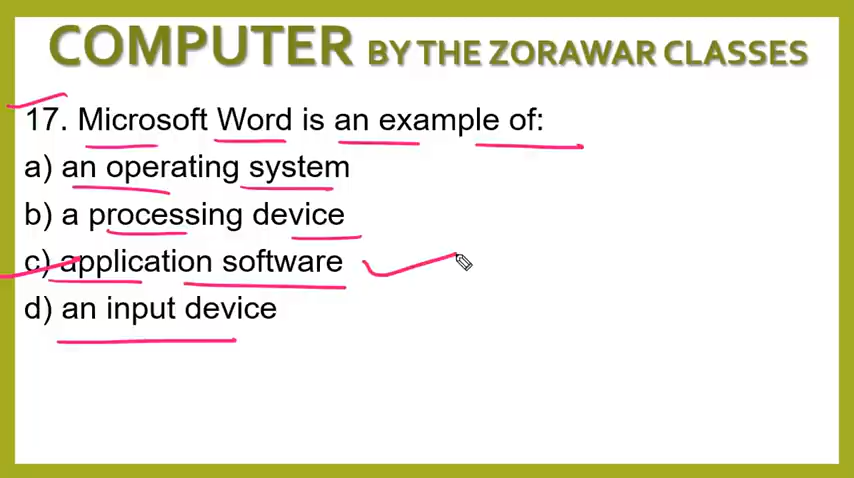 COMPUTER BY THE ZORAWAR CLASSES
17. Microsoft Word is an example of:
a) an operating system
b) a processing device
c) application software
d) an input device